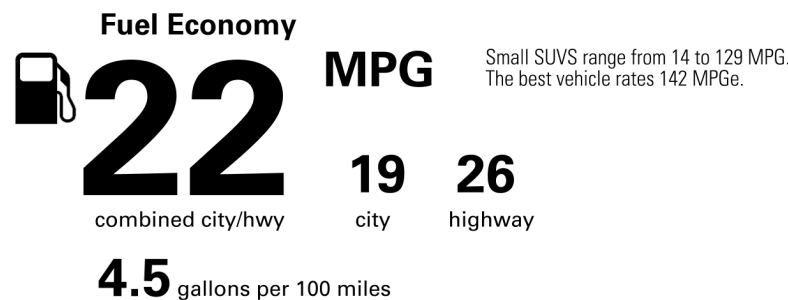 Fuel Economy
22 MPG
Small SUVS range from 14 to 129 MPG.
The best vehicle rates 142 MPGe.
19 26
combined city/hwy city highway
4.5 gallons per 100 miles